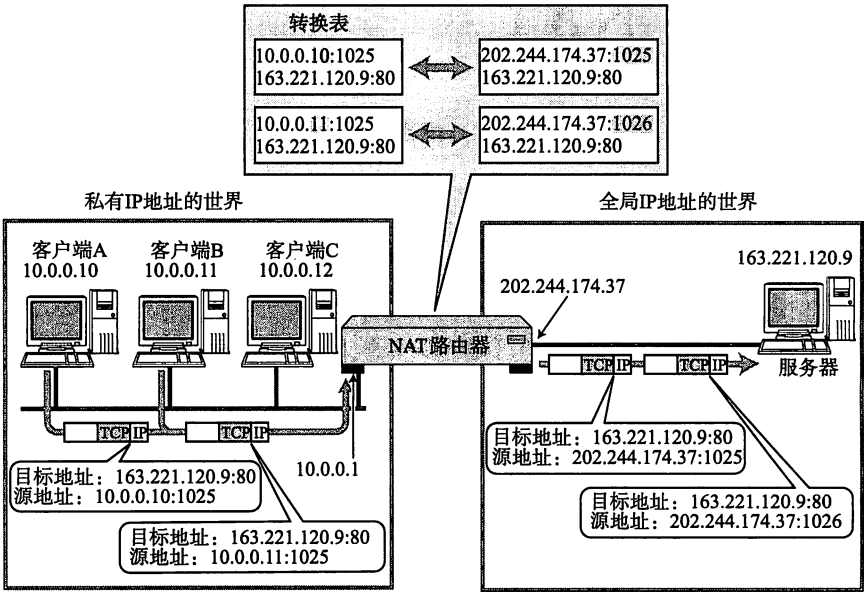 转换表
10.0.0.10:1025
163.221.120.9:80
202.244.174.37:1025
163.221.120.9:80
10.0.0.11:1025
163.221.120.9:80
202.244.174.37:1026
163.221.120.9:80
私有IP地址的世界
全局IP地址的世界
客户端A
10.0.0.10
客户端B
10.0.0.11
客户端C
10.0.0.12
163.221.120.9
202.244.174.37
NAT路由器
服务器
TCP IP
TCP IP
TCP IP
TCP IP
10.0.0.1
目标地址：163.221.120.9:80
源地址：10.0.0.10:1025
目标地址：163.221.120.9:80
源地址：10.0.0.11:1025
目标地址：163.221.120.9:80
源地址：202.244.174.37:1025
目标地址：163.221.120.9:80
源地址：202.244.174.37:1026